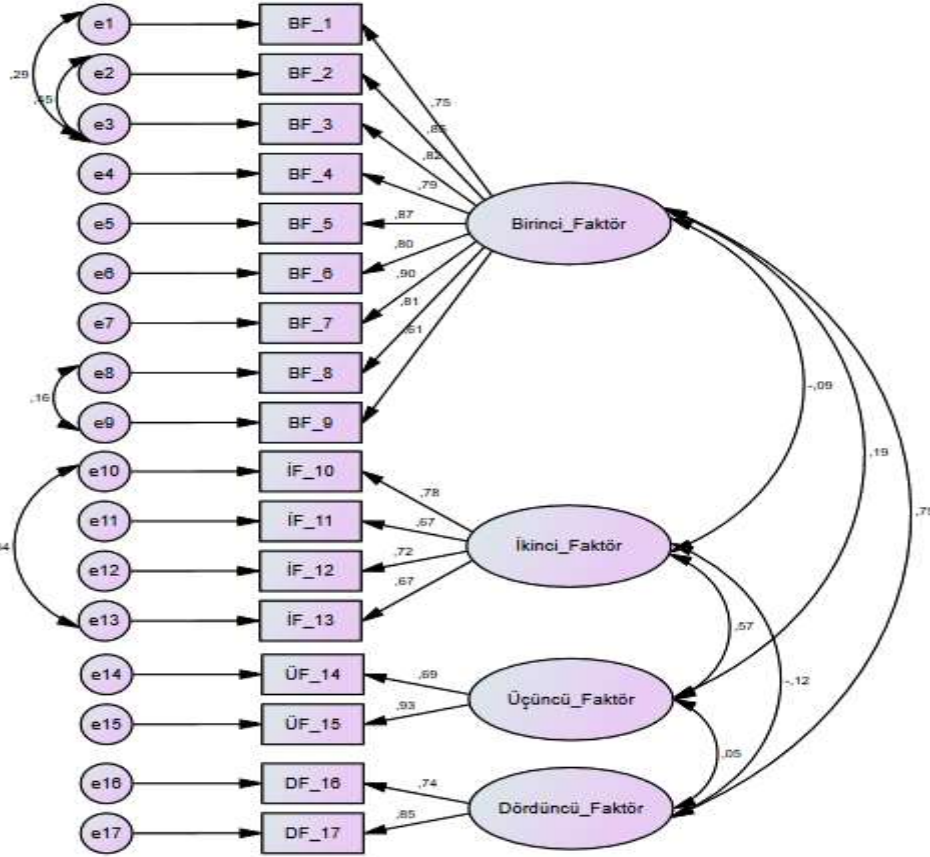 e1
BF_1
,29
e2
BF_2
e3
BF_3
e4
BF_4
e5
BF_5
e6
BF_6
e7
BF_7
e8
BF_8
,16
e9
BF_9
e10
İF_10
e11
İF_11
e12
İF_12
e13
İF_13
e14
ÜF_14
e15
ÜF_15
e16
DF_16
e17
DF_17
,75
,82
,79
,87
,80
,90
,81
Birinci_Faktör
-,09
,19
,78
,67
,72
,67
İkinci_Faktör
,57
-,12
,69
,93
Üçüncü_Faktör
,05
,74
,85
Dördüncü_Faktör